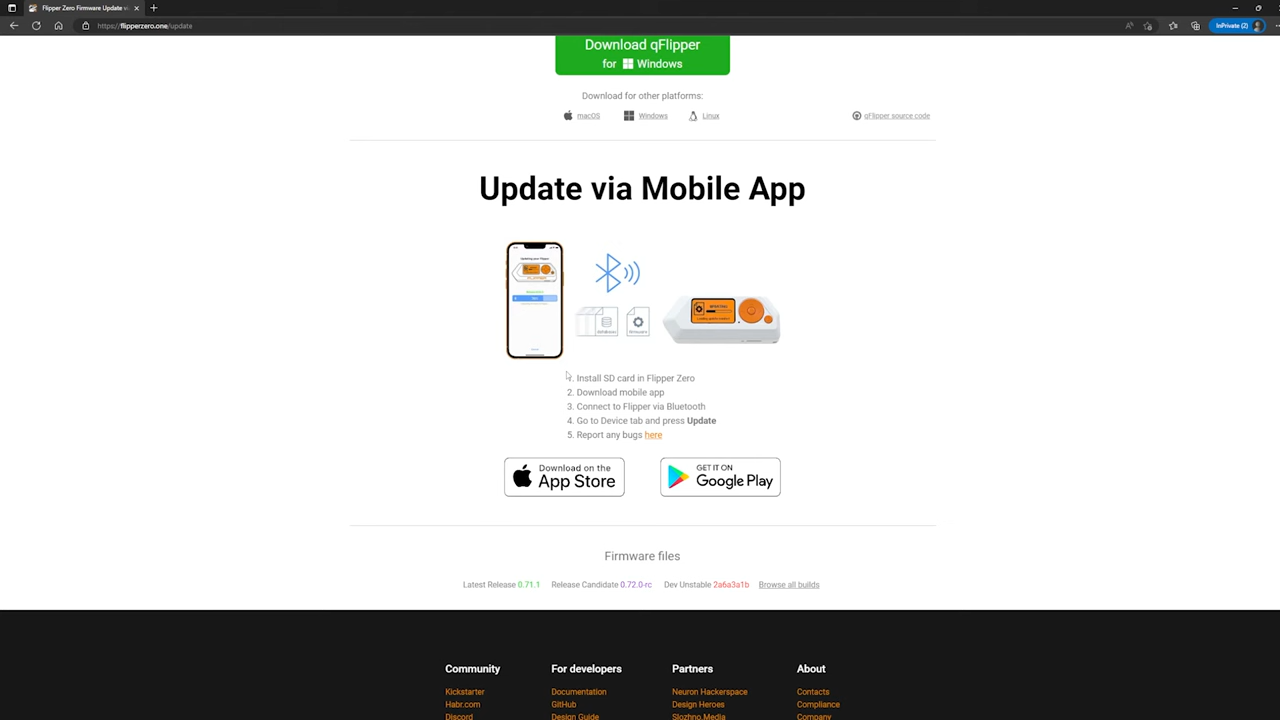 Flipper Zero Firmware Update vi
https://flipperzero.one/update
InPrivate (2)
Download qFlipper
for Windows
Download for other platforms:
macOS
Windows
Linux
qFlipper source code
Update via Mobile App
1. Install SD card in Flipper Zero
2. Download mobile app
3. Connect to Flipper via Bluetooth
4. Go to Device tab and press Update
5. Report any bugs here
Download on the
App Store
GET IT ON
Google Play
Firmware files
Latest Release 0.71.1
Release Candidate 0.72.0-rc
Dev Unstable 2a6a3a1b
Browse all builds
Community
Kickstarter
Habr.com
Discord
For developers
Documentation
GitHub
Design Guide
Partners
Neuron Hackerspace
Design Heroes
Slozhno.Media
About
Contacts
Compliance
Company